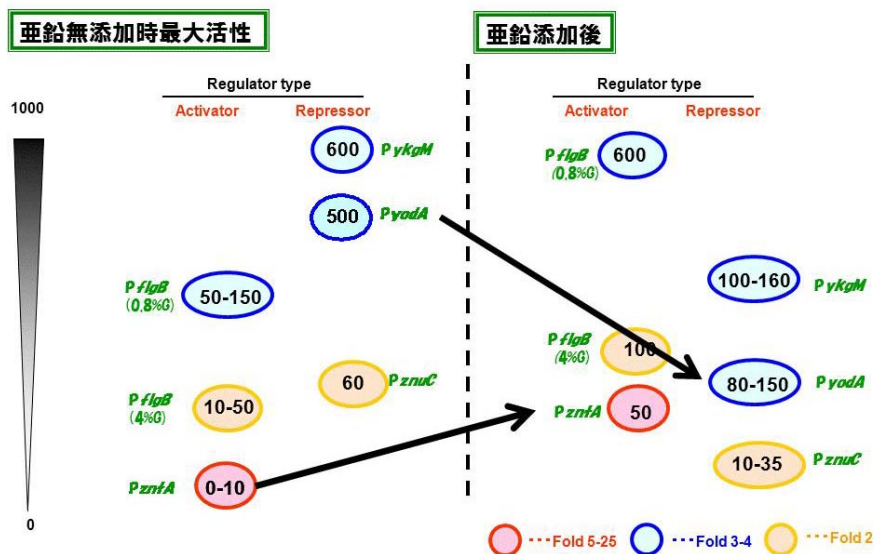 亜鉛無添加時最大活性
亜鉛添加後
Regulator type
Activator Repressor
1000
600 PykgM
500 PyodA
PflgB
(0.8%G)
50-150
60 PznuC
PflgB
(4%G)
10-50
PzntA 0-10
0
Regulator type
Activator Repressor
PflgB
(0.8%G)
600
100-160 PykgM
PflgB
(4%G)
100
80-150 PyodA
PzntA 50
10-35 PznuC
---Fold 5-25 ---Fold 3-4 ---Fold 2